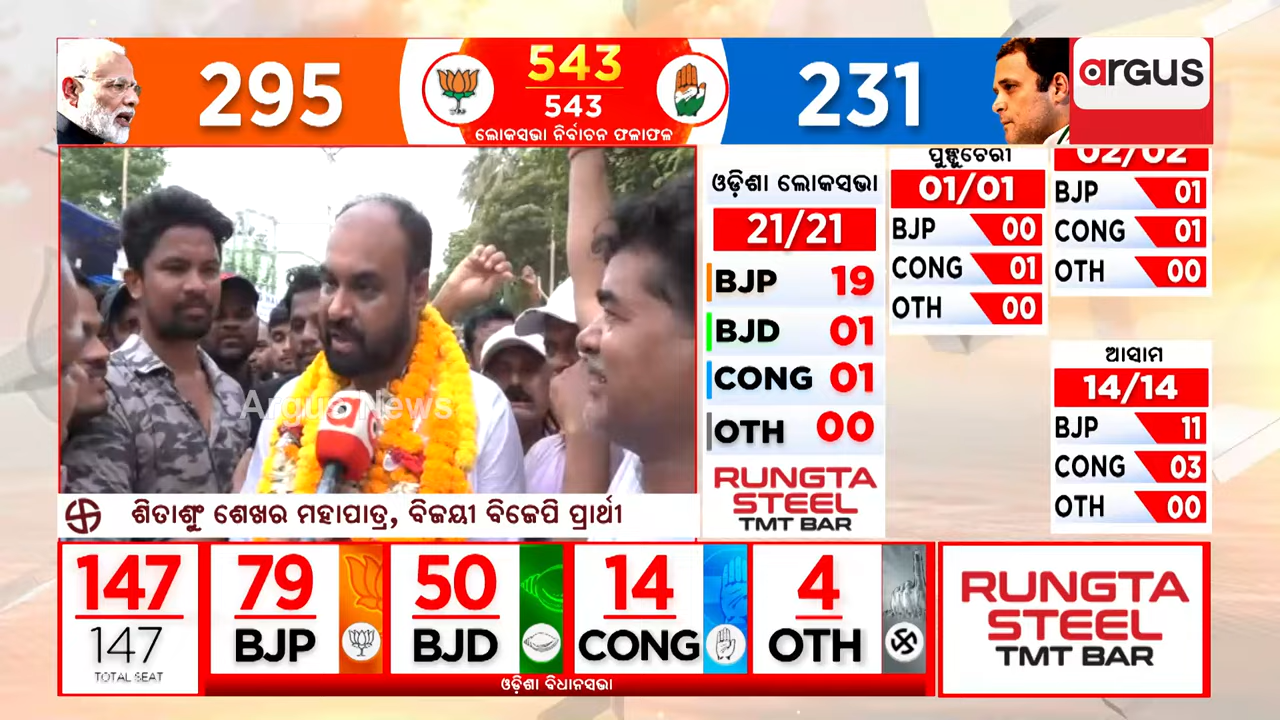 295
543
543
ଲୋକସଭା ନିର୍ବାଚନ ଫଳାଫଳ
231
argus
ଓଡ଼ିଶା ଲୋକସଭା
21/21
BJP 19
BJD 01
CONG 01
OTH 00
RUNGTA
STEEL
TMT BAR
ପୁଡୁଚେରୀ
01/01
BJP 00
CONG 01
OTH 00
02/02
BJP 01
CONG 01
OTH 00
ଆସାମ
14/14
BJP 11
CONG 03
OTH 00
Argus News
ଶିତାଂଶୁ ଶେଖର ମହାପାତ୍ର, ବିଜୟୀ ବିଜେପି ପ୍ରାର୍ଥୀ
147
147
TOTAL SEAT
79
BJP
50
BJD
14
CONG
4
OTH
ଓଡ଼ିଶା ବିଧାନସଭା
RUNGTA
STEEL
TMT BAR